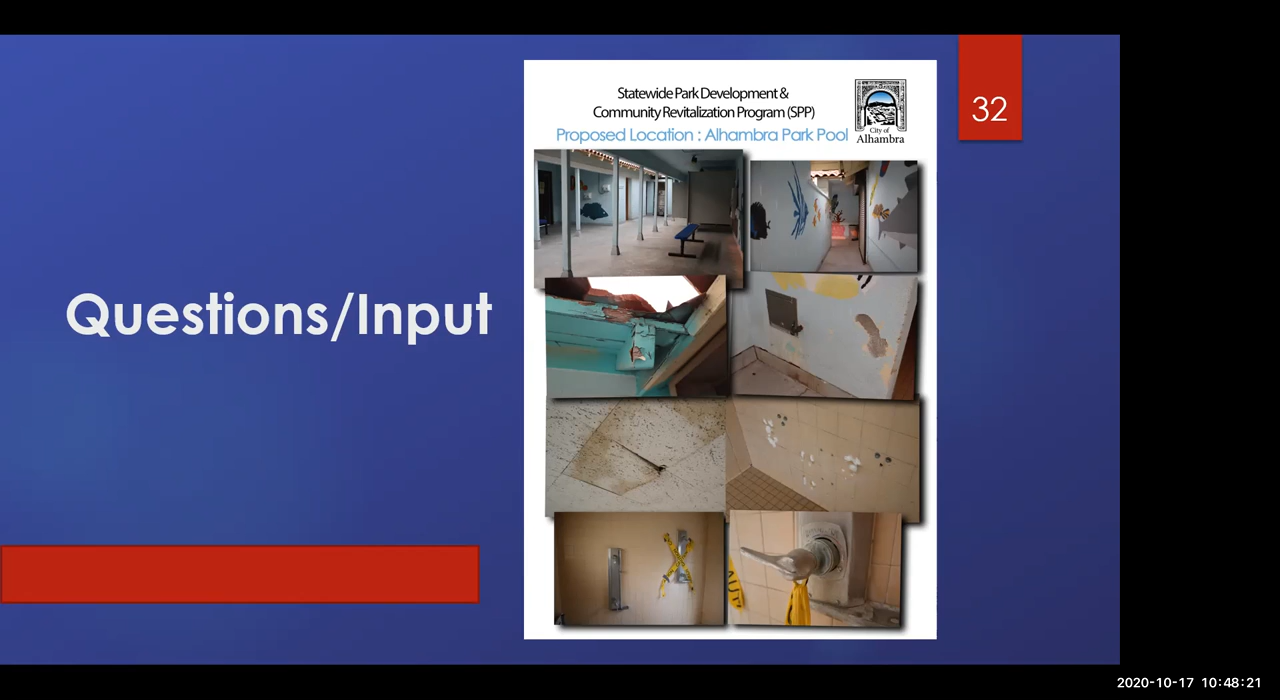 32
Statewide Park Development &
Community Revitalization Program (SPP)
Proposed Location : Alhambra Park Pool
City of
Alhambra
Questions/Input
2020-10-17 10:48:21